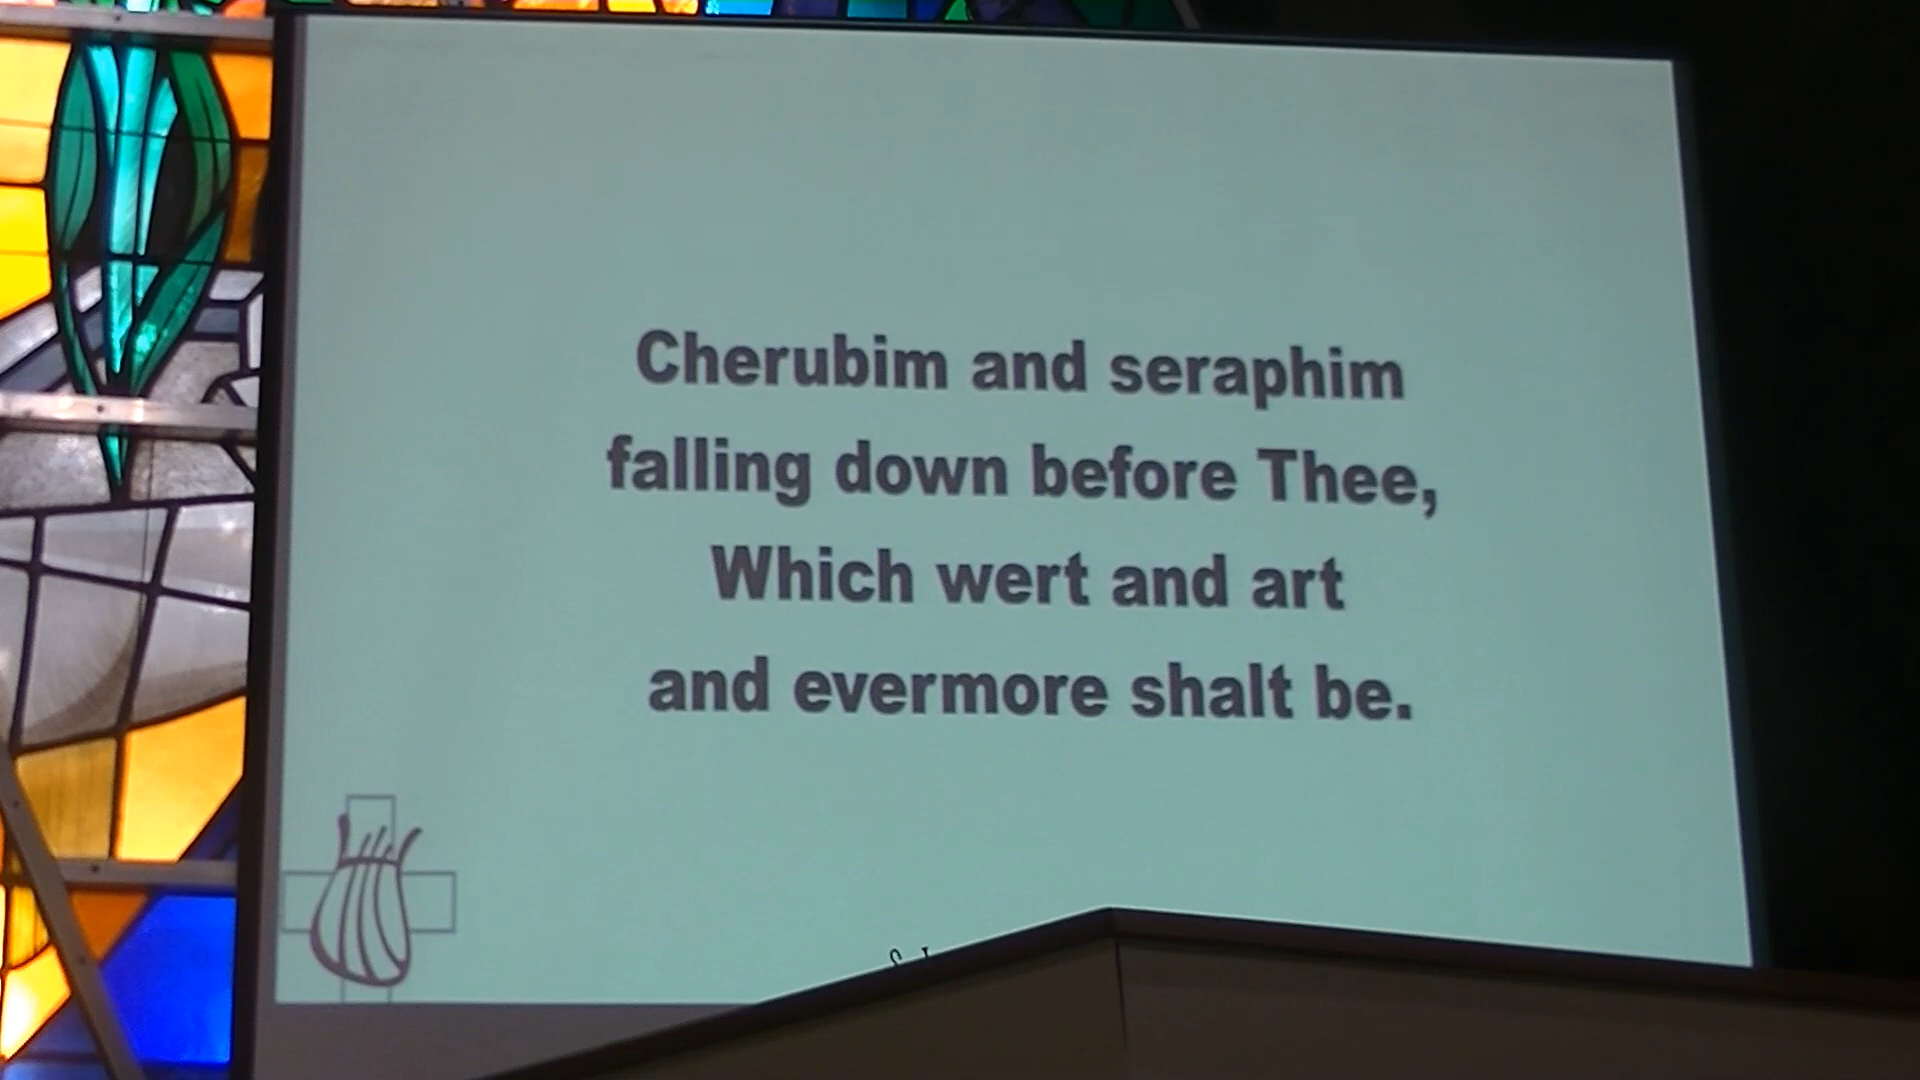 Cherubim and seraphim
falling down before Thee,
Which wert and art
and evermore shalt be.